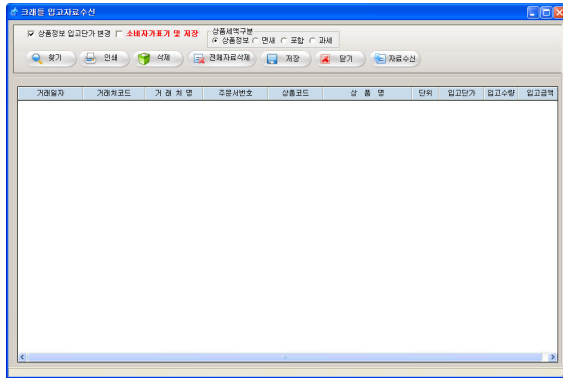 크래들 입고자료수신
상품정보 입고단가 변경 소비자가표기 및 저장
상품세액구분
상품정보 면세 포함 과세
찾기 인쇄 삭제 전체자료삭제 저장 닫기 자료수신
거래일자 거래처코드 거 래 처 명 주문서번호 상품코드 상 품 명 단위 입고단가 입고수량 입고금액